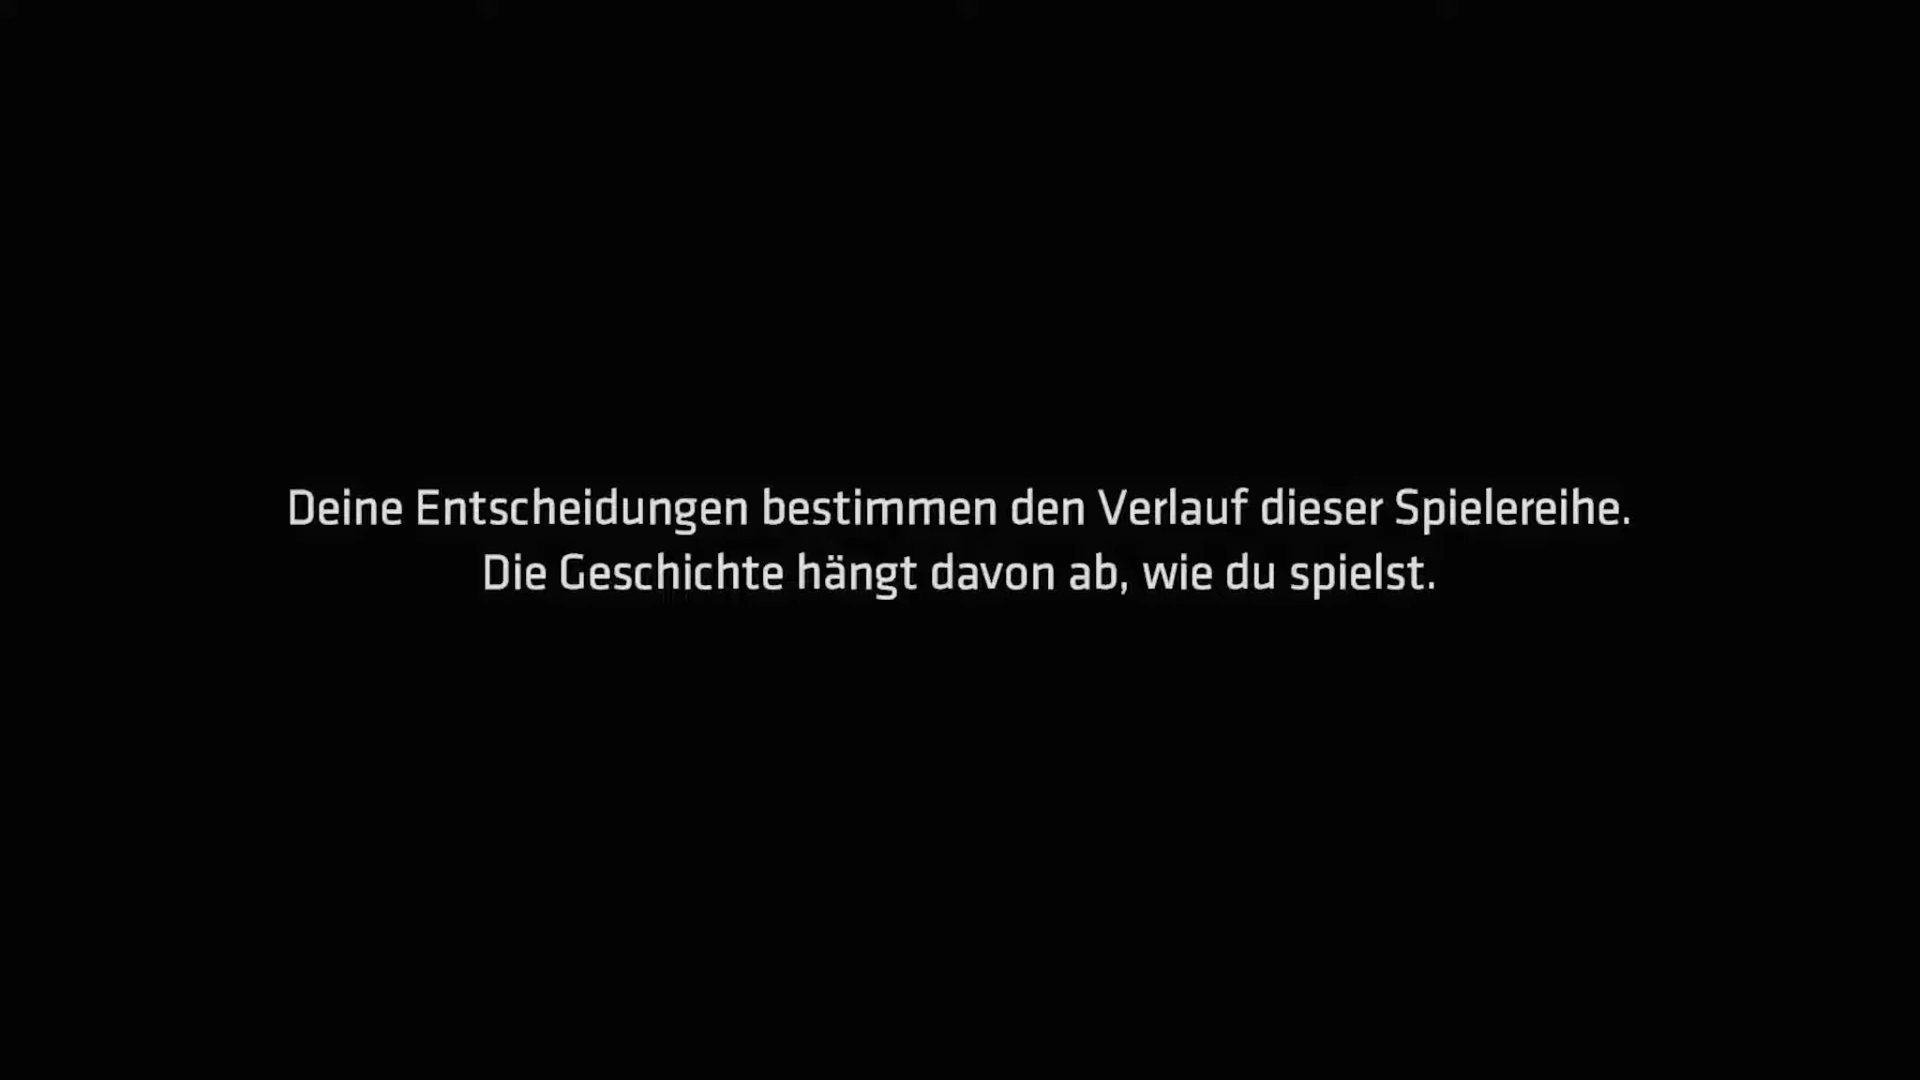 Deine Entscheidungen bestimmen den Verlauf dieser Spielereihe.
Die Geschichte hängt davon ab, wie du spielst.